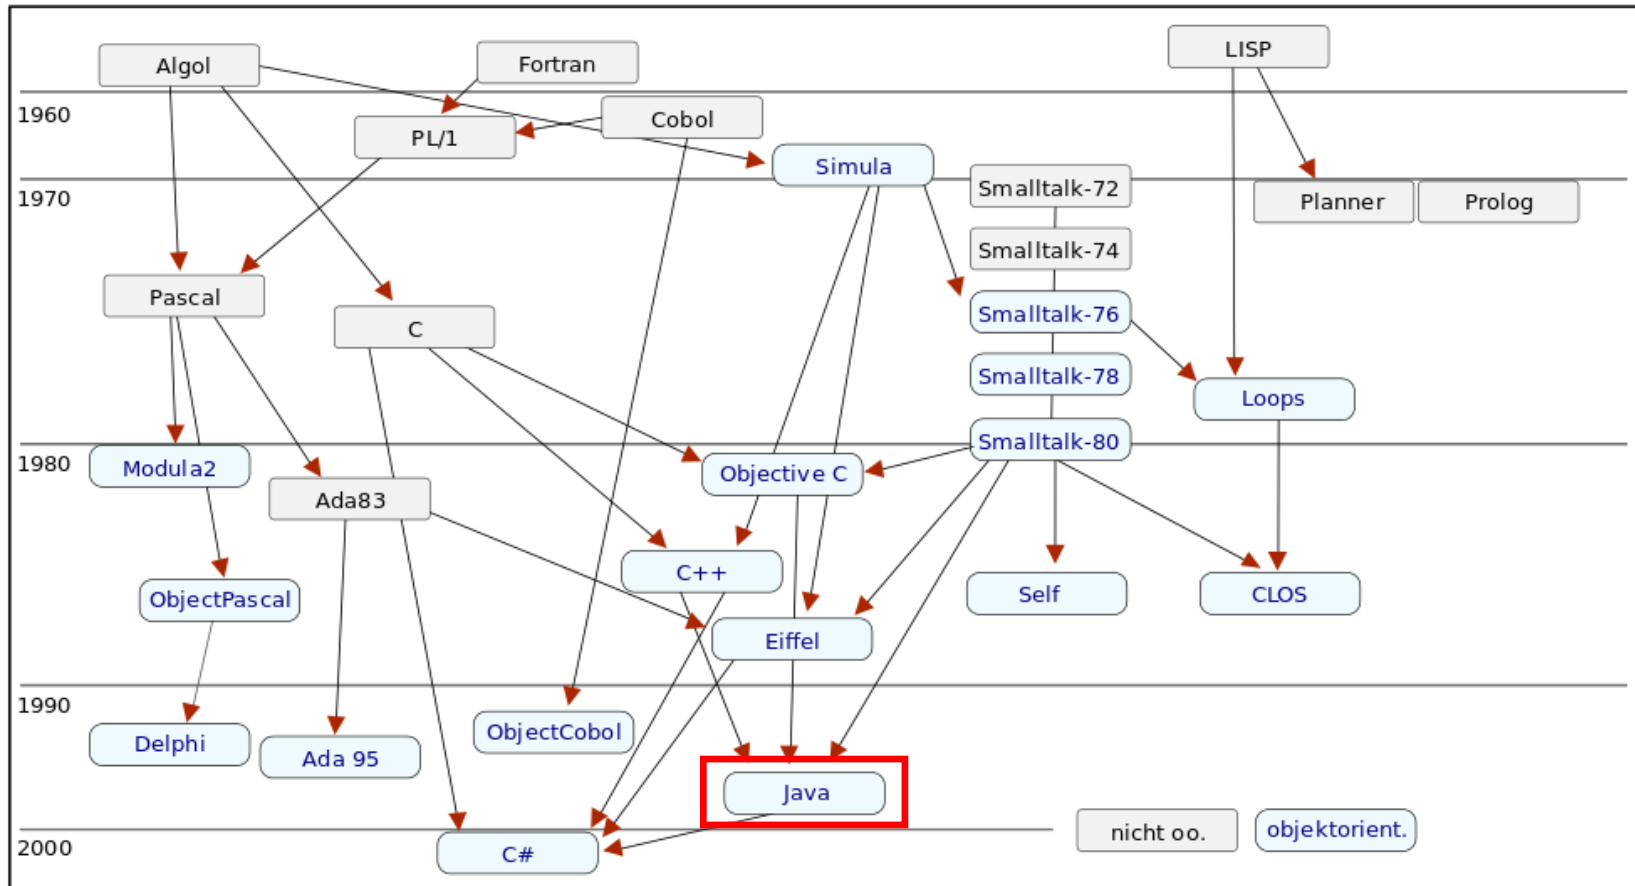 Algol
Fortran
LISP
1960
PL/1
Cobol
Simula
1970
Smalltalk-72
Planner
Prolog
Smalltalk-74
Pascal
C
Smalltalk-76
Smalltalk-78
Loops
1980
Modula2
Objective C
Smalltalk-80
Ada83
C++
ObjectPascal
Self
CLOS
Eiffel
1990
Delphi
Ada 95
ObjectCobol
Java
nicht oo.
objektorient.
2000
C#